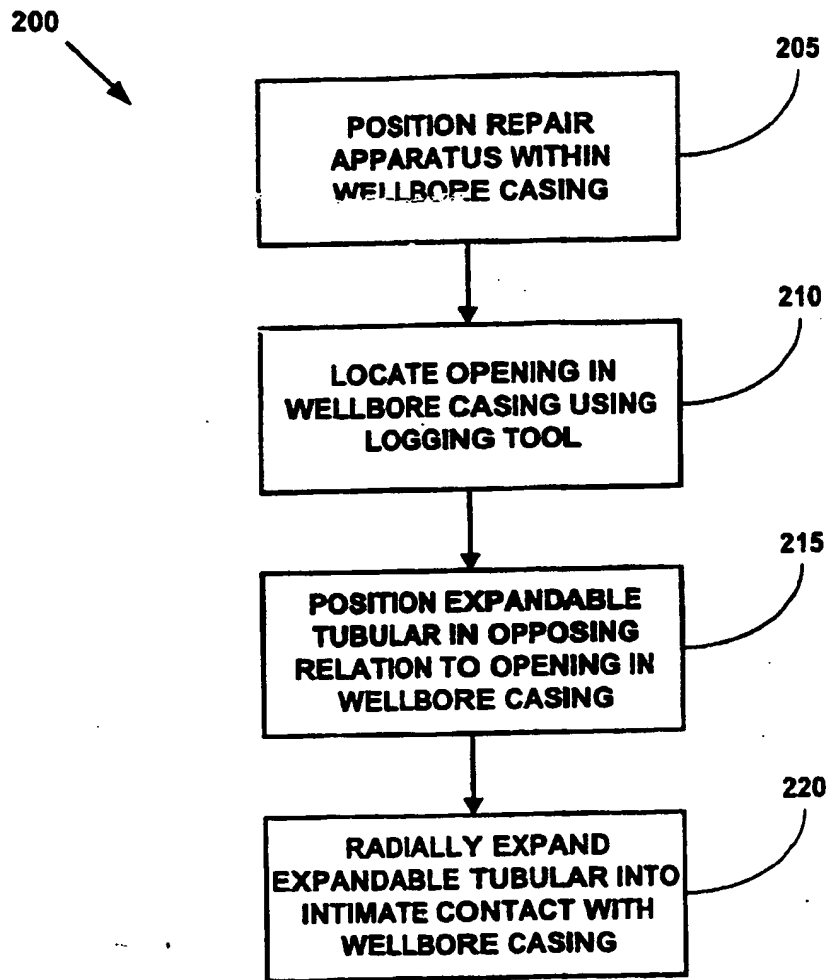 200
205
POSITION REPAIR
APPARATUS WITHIN
WELLBORE CASING
210
LOCATE OPENING IN
WELLBORE CASING USING
LOGGING TOOL
215
POSITION EXPANDABLE
TUBULAR IN OPPOSING
RELATION TO OPENING IN
WELLBORE CASING
220
RADIALLY EXPAND
EXPANDABLE TUBULAR INTO
INTIMATE CONTACT WITH
WELLBORE CASING